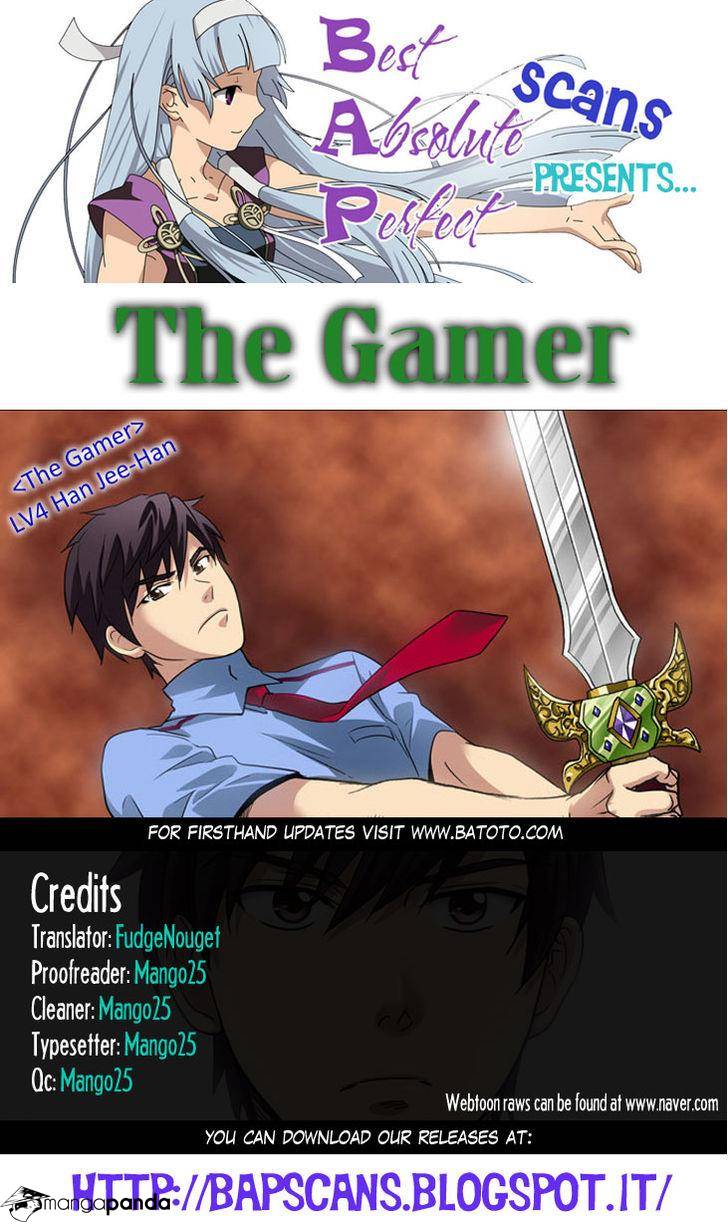 Best
Absolute
Perfect
scans
PRESENTS...
The Gamer
<The Gamer>
LV4 Han Jee-Han
FOR FIRSTHAND UPDATES VISIT WWW.BATOTO.COM
Credits
Translator: FudgeNouget
Proofreader: Mango25
Cleaner: Mango25
Typesetter: Mango25
Qc: Mango25
Webtoon raws can be found at www.naver.com
YOU CAN DOWNLOAD OUR RELEASES AT:
HTTP://BAPSCANS.BLOGSPOT.IT/
mangapanda